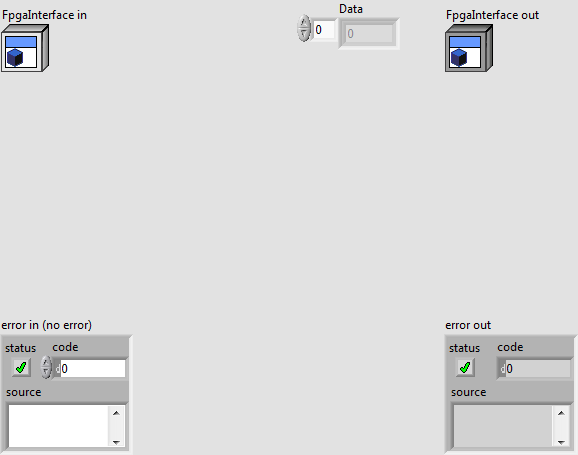 FpgaInterface in
Data
FpgaInterface out
0
0
error in (no error)
error out
status
code
status
code
d 0
d 0
source
source